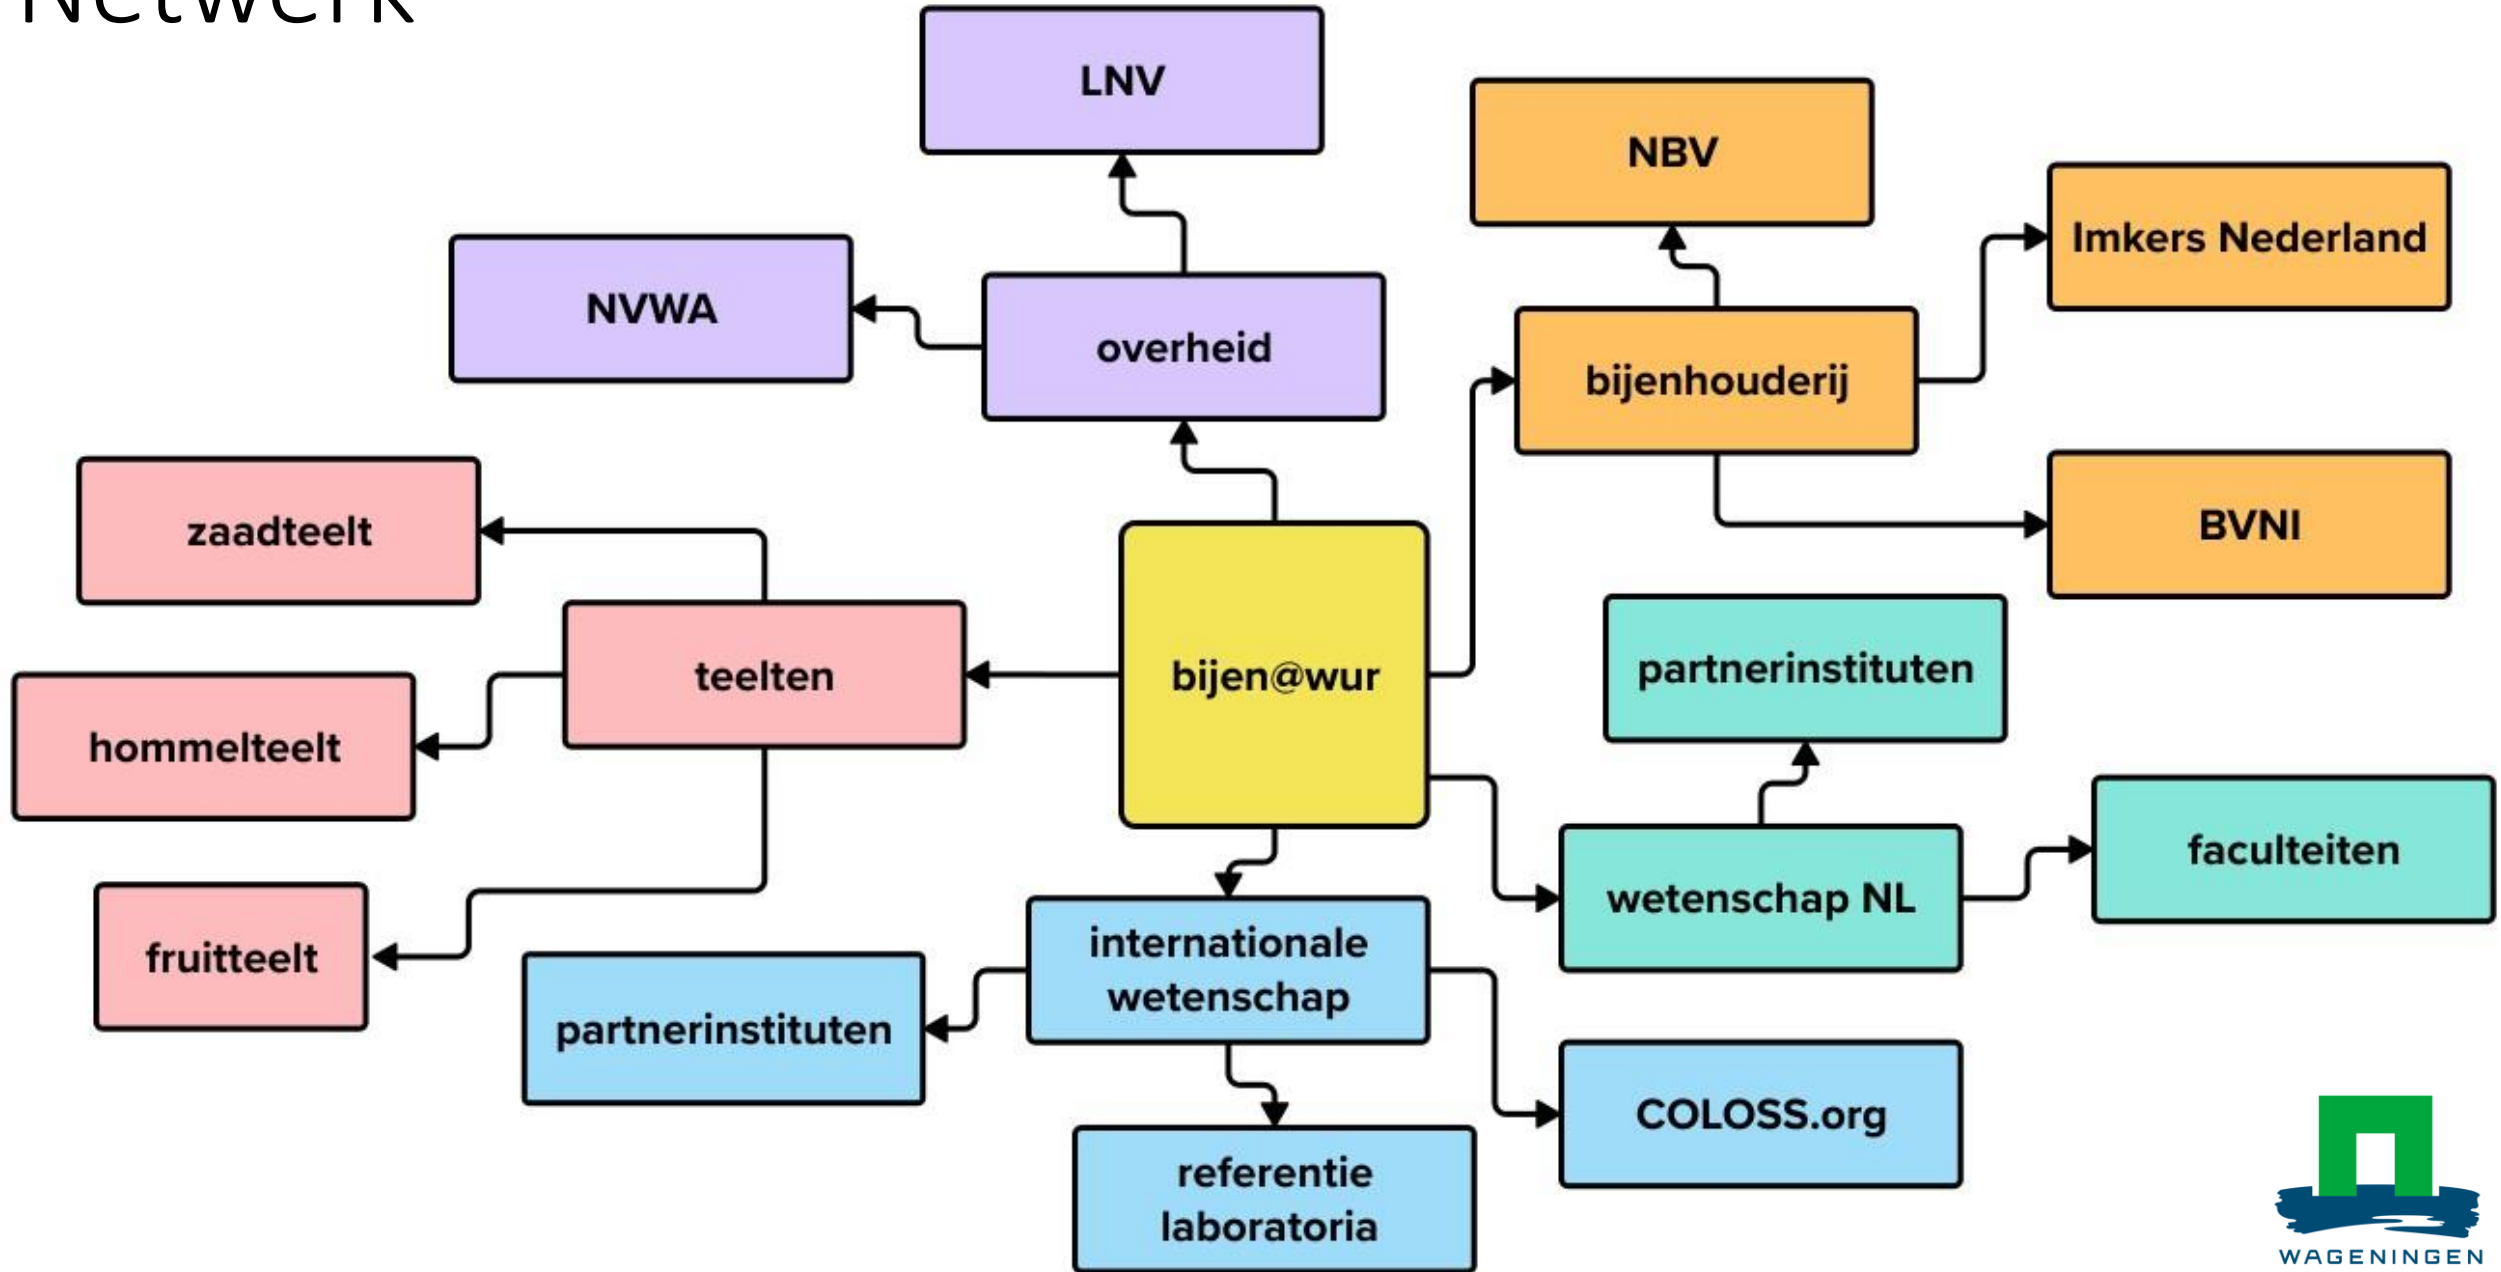 Netwerk
LNV
NBV
Imkers Nederland
NVWA
overheid
bijenhouderij
zaadteelt
BVNI
teelten
bijen@wur
partnerinstituten
hommelteelt
faculteiten
wetenschap NL
fruitteelt
internationale
wetenschap
partnerinstituten
COLOSS.org
referentie
laboratoria
WAGENINGEN